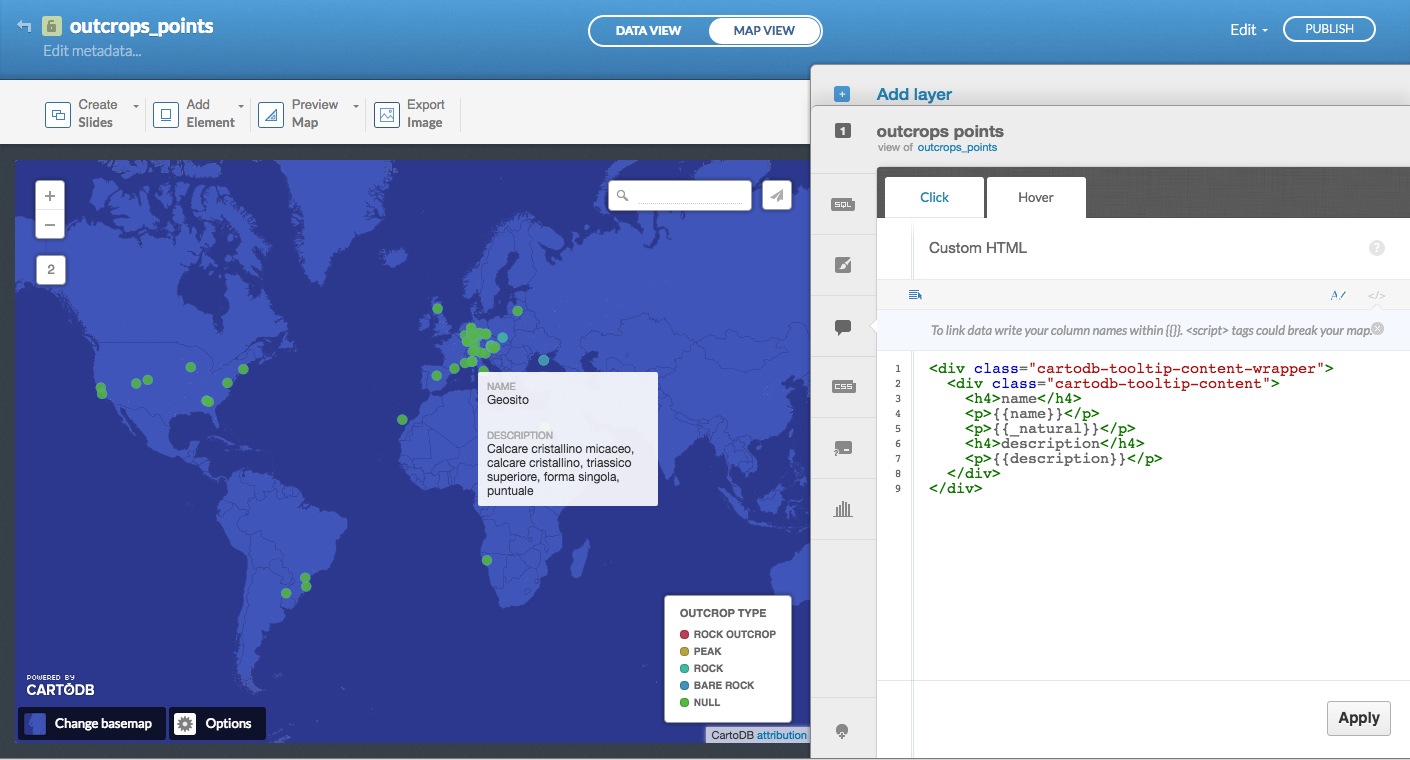 outcrops_points
Edit metadata...
DATA VIEW
MAP VIEW
Edit
PUBLISH
Create
Slides
Add
Element
Preview
Map
Export
Image
+
−
2
NAME
Geosito
DESCRIPTION
Calcare cristallino micaceo,
calcare cristallino, triassico
superiore, forma singola,
puntuale
OUTCROP TYPE
ROCK OUTCROP
PEAK
ROCK
BARE ROCK
NULL
POWERED BY
CARTODB
Change basemap
Options
CartoDB attribution
+
Add layer
1
outcrops points
view of outcrops_points
SQL
CSS
Click
Hover
Custom HTML
?
A
</>
To link data write your column names within {{}}. <script> tags could break your map.
1 <div class="cartodb-tooltip-content-wrapper">
2 <div class="cartodb-tooltip-content">
3 <h4>name</h4>
4 <p>{{name}}</p>
5 <p>{{_natural}}</p>
6 <h4>description</h4>
7 <p>{{description}}</p>
8 </div>
9 </div>
Apply